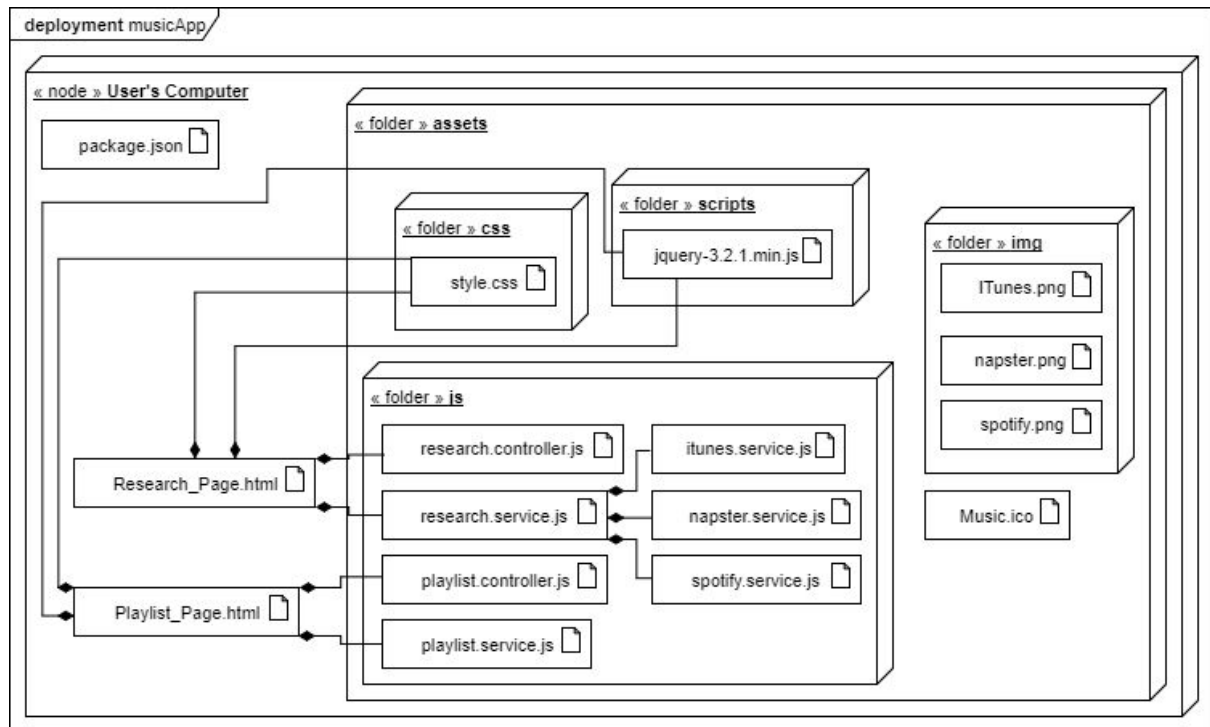 deployment musicApp
« node » User's Computer
package.json
« folder » assets
« folder » css
style.css
« folder » scripts
jquery-3.2.1.min.js
« folder » img
ITunes.png
napster.png
spotify.png
Music.ico
« folder » js
research.controller.js
itunes.service.js
research.service.js
napster.service.js
playlist.controller.js
spotify.service.js
playlist.service.js
Research_Page.html
Playlist_Page.html